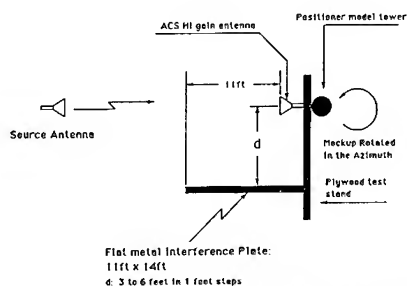 ACS HI gain antenna
Positioner model tower
11ft
Source Antenna
d
Mockup Rotated
in the Azimuth
Plywood test
stand
Flat metal Interference Plate:
11ft x 14ft
d: 3 to 6 feet in 1 foot steps